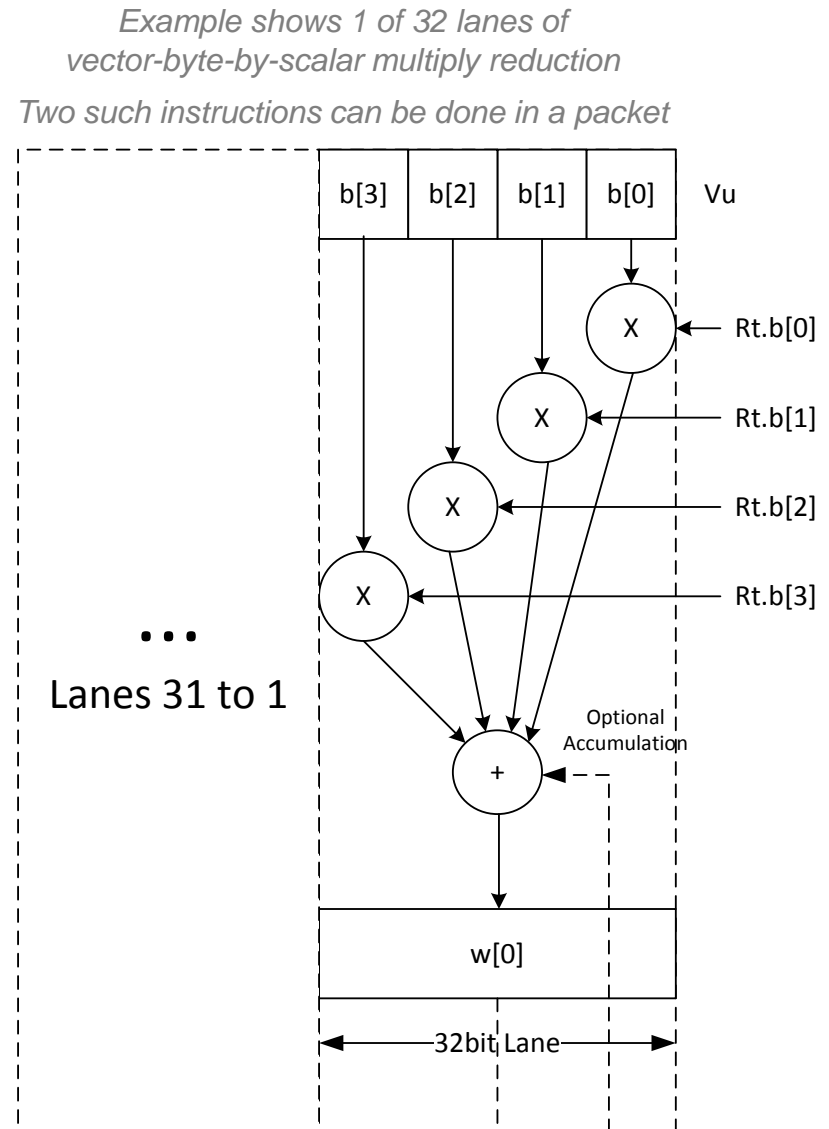 Example shows 1 of 32 lanes of
vector-byte-by-scalar multiply reduction
Two such instructions can be done in a packet
b[3] b[2] b[1] b[0] Vu
X Rt.b[0]
X Rt.b[1]
X Rt.b[2]
X Rt.b[3]
...
Lanes 31 to 1
Optional
Accumulation
+
w[0]
32bit Lane